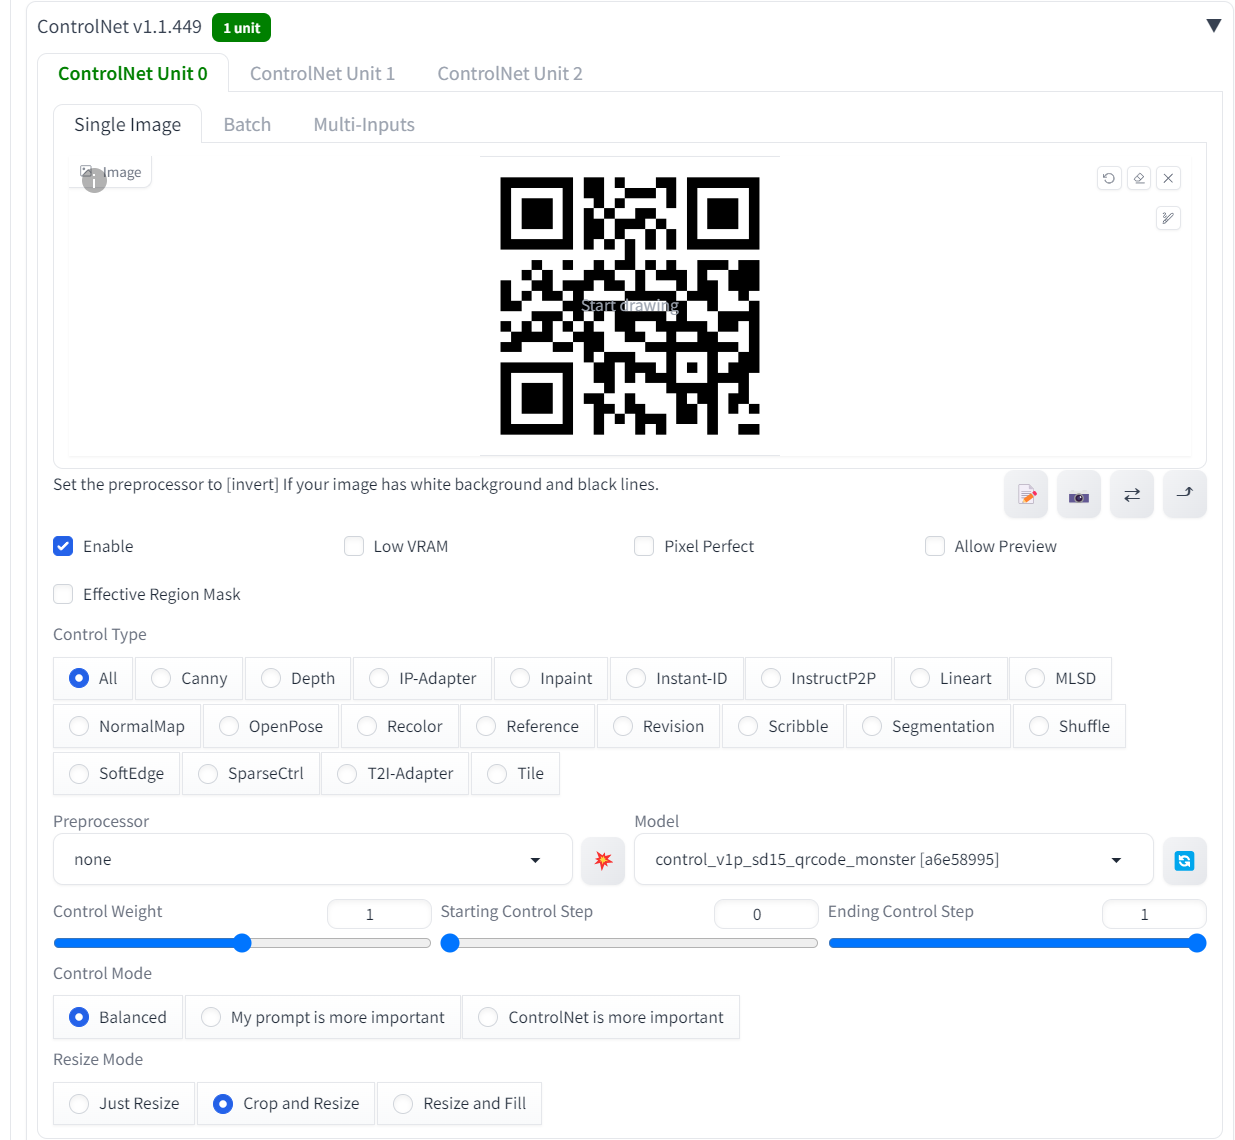 ControlNet v1.1.449 1 unit
ControlNet Unit 0 ControlNet Unit 1 ControlNet Unit 2
Single Image Batch Multi-Inputs
Image
Start drawing
Set the preprocessor to [invert] If your image has white background and black lines.
Enable Low VRAM Pixel Perfect Allow Preview
Effective Region Mask
Control Type
All Canny Depth IP-Adapter Inpaint Instant-ID InstructP2P Lineart MLSD
NormalMap OpenPose Recolor Reference Revision Scribble Segmentation Shuffle
SoftEdge SparseCtrl T2I-Adapter Tile
Preprocessor Model
none control_v1p_sd15_qrcode_monster [a6e58995]
Control Weight 1 Starting Control Step 0 Ending Control Step 1
Control Mode
Balanced My prompt is more important ControlNet is more important
Resize Mode
Just Resize Crop and Resize Resize and Fill